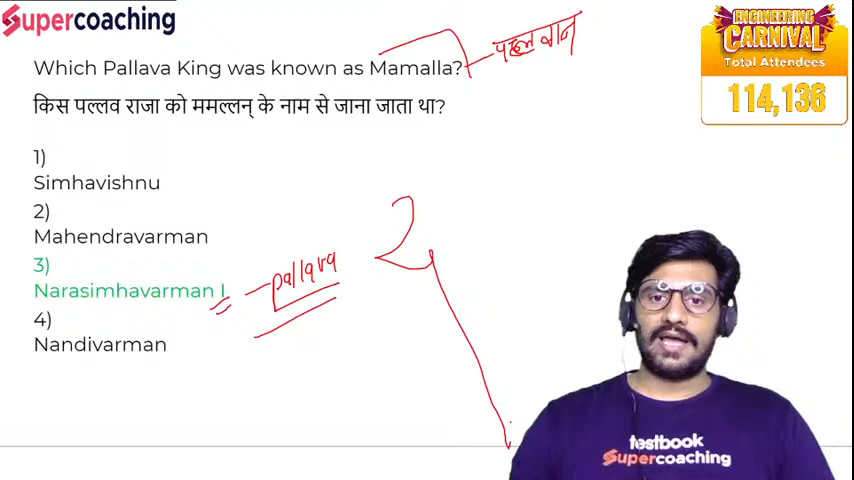 Supercoaching
ENGINEERING
CARNIVAL
Total Attendees
114,136
पहलवान
Which Pallava King was known as Mamalla?
किस पल्लव राजा को ममल्लन् के नाम से जाना जाता था?
1)
Simhavishnu
2)
Mahendravarman
3)
Narasimhavarman I
pallava
4)
Nandivarman
testbook
Supercoaching